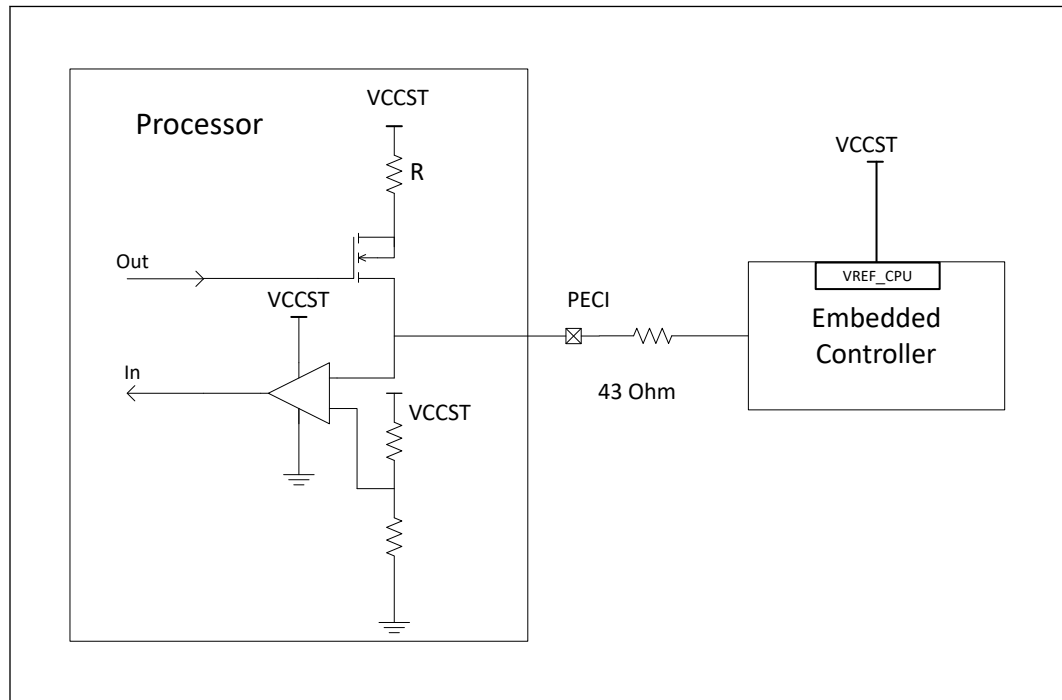 Processor
VCCST
R
Out
VCCST
In
VCCST
PECI
43 Ohm
VCCST
VREF_CPU
Embedded
Controller